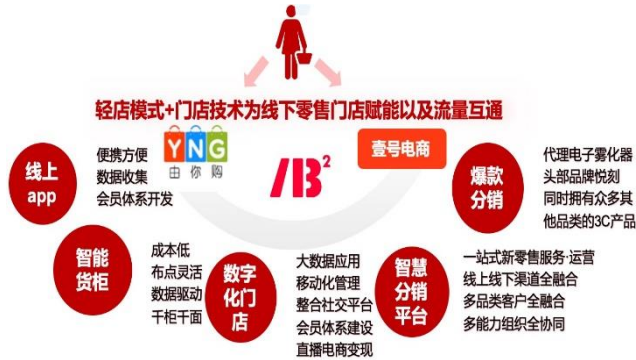 轻店模式+门店技术为线下零售门店赋能以及流量互通
YNG
由你购
/B²
壹号电商
线上
app
便携方便
数据收集
会员体系开发
智能
货柜
成本低
布点灵活
数据驱动
千柜千面
数字
化门
店
大数据应用
移动化管理
整合社交平台
会员体系建设
直播电商变现
智慧
分销
平台
一站式新零售服务·运营
线上线下渠道全融合
多品类客户全融合
多能力组织全协同
爆款
分销
代理电子雾化器
头部品牌悦刻
同时拥有众多其
他品类的3C产品